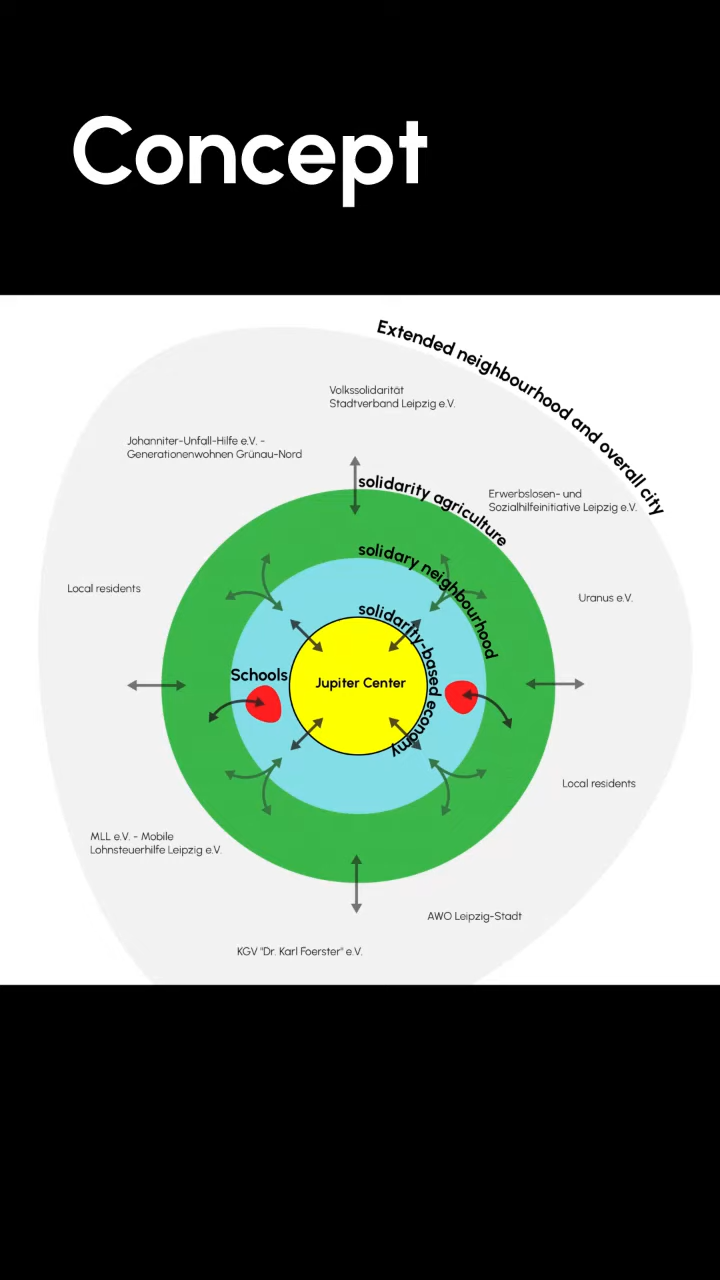 Concept
Extended neighbourhood and overall city
Volkssolidarität
Stadtverband Leipzig e.V.
Johanniter-Unfall-Hilfe e.V. -
Generationenwohnen Grünau-Nord
solidarity agriculture
Erwerbslosen- und
Sozialhilfeinitiative Leipzig e.V.
solidary neighbourhood
Local residents
Uranus e.V.
solidarity-based economy
Schools
Jupiter Center
Local residents
MLL e.V. - Mobile
Lohnsteuerhilfe Leipzig e.V.
AWO Leipzig-Stadt
KGV "Dr. Karl Foerster" e.V.